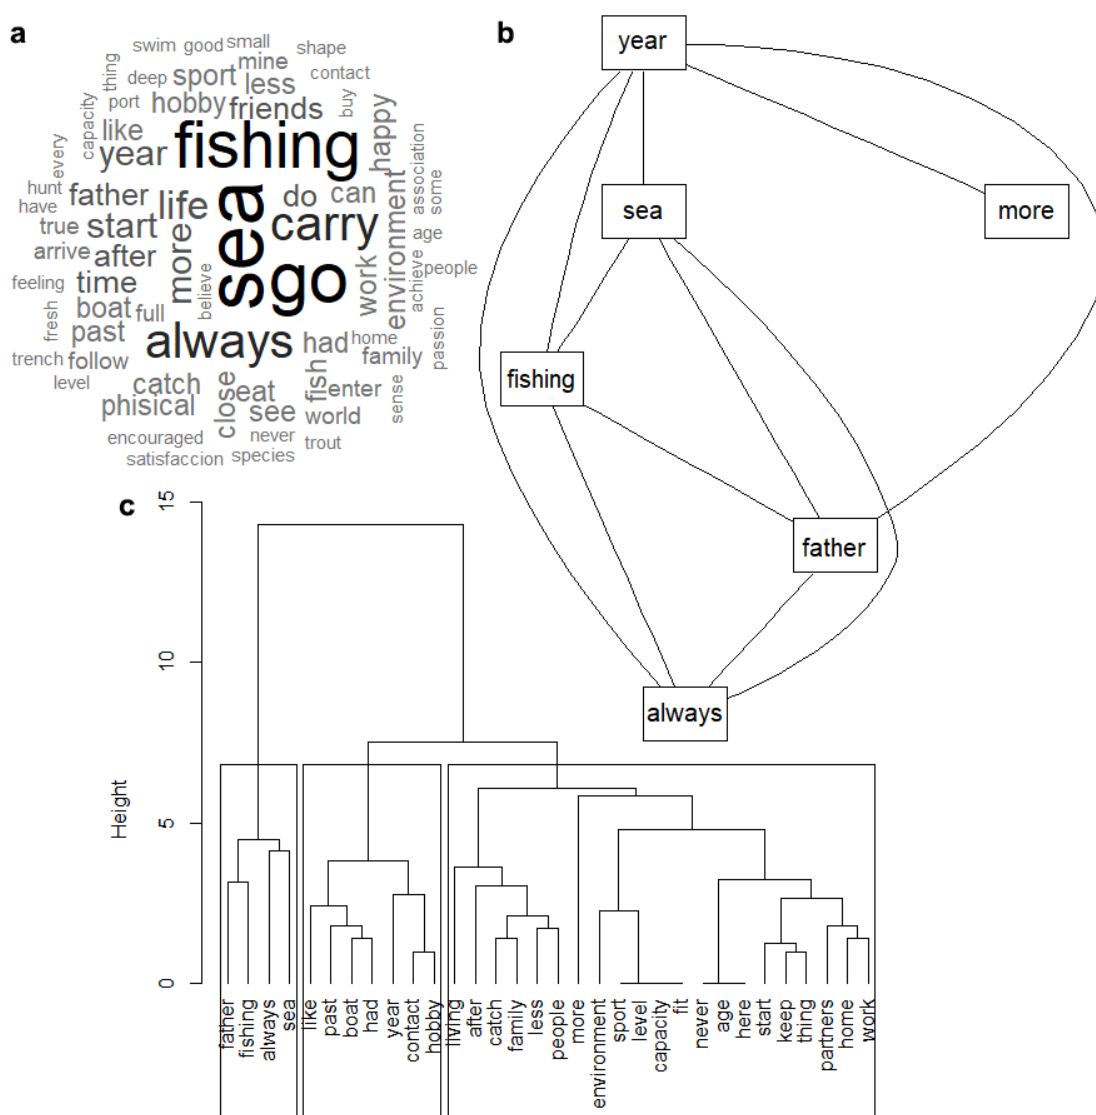 a
swim good small shape
thing deep sport mine less contact
capacity port hobby friends buy happy
every like year fishing association
hunt father life sea do can environment some
have true start more carry age
arrive after believe go work achieve people
feeling time
fresh boat full passion
past always had home
trench follow family
level catch close eat fish enter sense
phisical see world
encouraged never trout
satisfaccion species
b
year
sea
more
fishing
father
always
c
15
10
5
0
Height
father
fishing
always
sea
like
past
boat
had
year
contact
hobby
living
after
catch
family
less
people
more
environment
sport
level
capacity
fit
never
age
here
start
keep
thing
partners
home
work